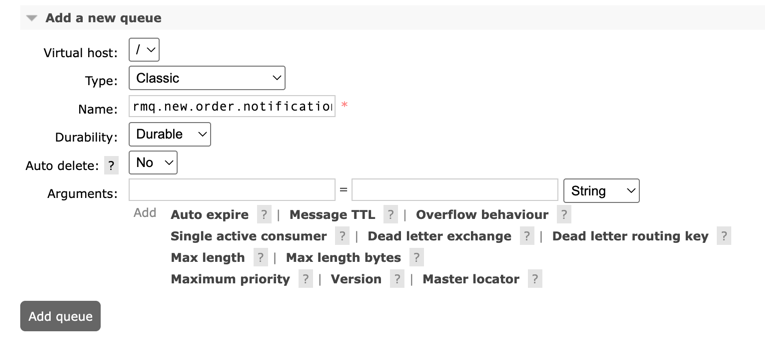 Add a new queue
Virtual host: /
Type: Classic
Name: rmq.new.order.notification *
Durability: Durable
Auto delete: ? No
Arguments: = String
Add Auto expire ? | Message TTL ? | Overflow behaviour ?
Single active consumer ? | Dead letter exchange ? | Dead letter routing key ?
Max length ? | Max length bytes ?
Maximum priority ? | Version ? | Master locator ?
Add queue